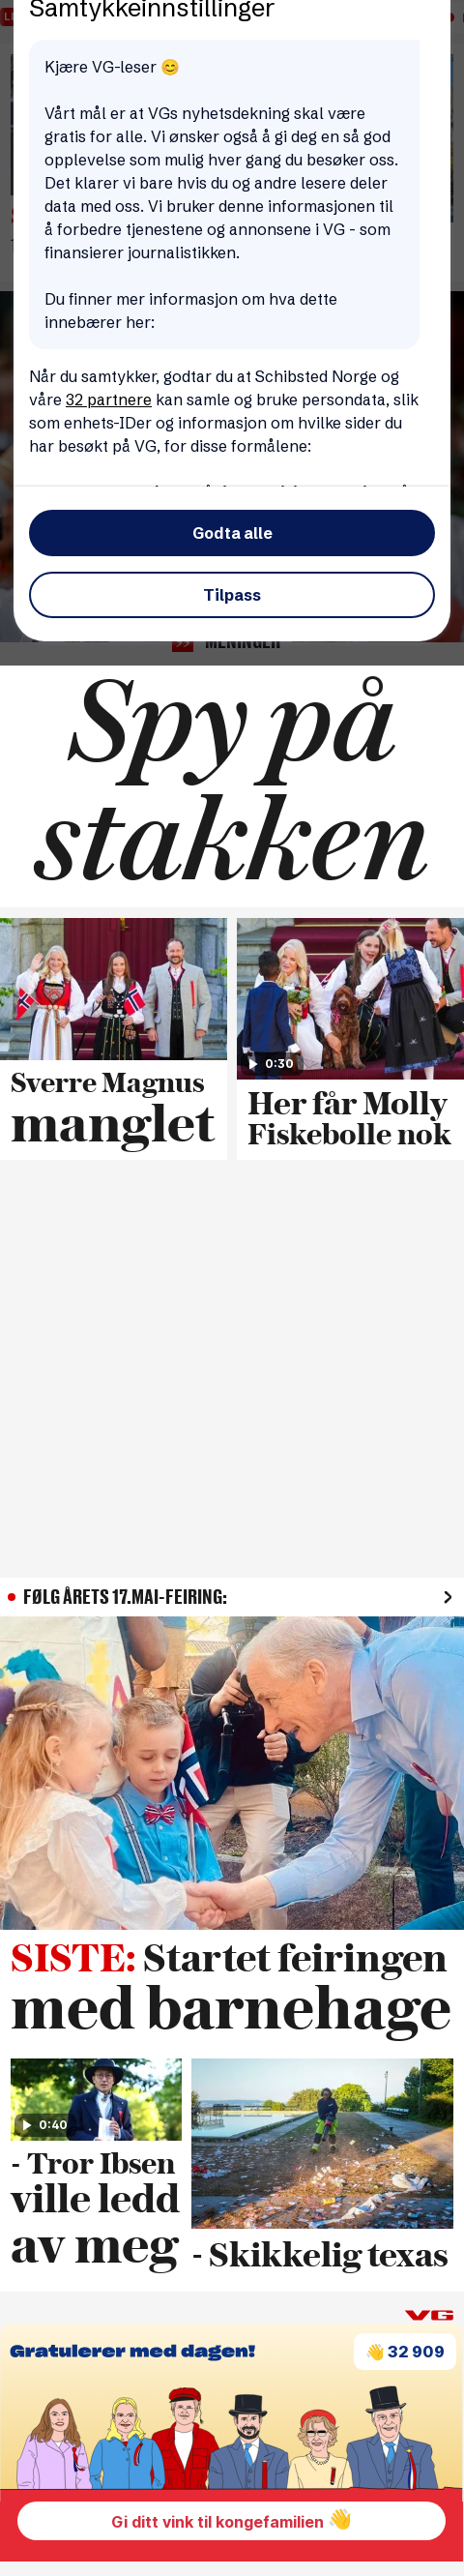 Samtykkeinnstillinger
Kjære VG-leser 😊
Vårt mål er at VGs nyhetsdekning skal være
gratis for alle. Vi ønsker også å gi deg en så god
opplevelse som mulig hver gang du besøker oss.
Det klarer vi bare hvis du og andre lesere deler
data med oss. Vi bruker denne informasjonen til
å forbedre tjenestene og annonsene i VG - som
finansierer journalistikken.
Du finner mer informasjon om hva dette
innebærer her:
Når du samtykker, godtar du at Schibsted Norge og
våre 32 partnere kan samle og bruke persondata, slik
som enhets-IDer og informasjon om hvilke sider du
har besøkt på VG, for disse formålene:
Godta alle
Tilpass
MENINGER
Spy på
stakken
0:30
Sverre Magnus
manglet
Her får Molly
Fiskebolle nok
FØLG ÅRETS 17.MAI-FEIRING:
SISTE: Startet feiringen
med barnehage
0:40
- Tror Ibsen
ville ledd
av meg
- Skikkelig texas
VG
Gratulerer med dagen!
👋 32 909
Gi ditt vink til kongefamilien 👋